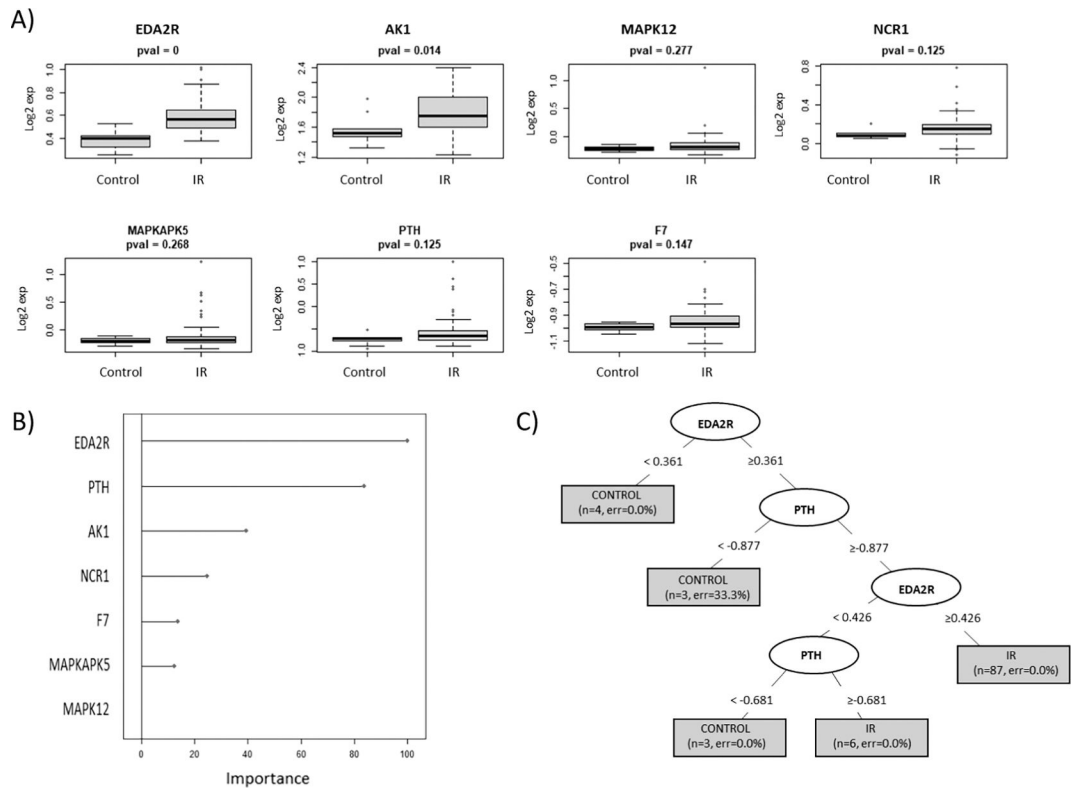 A)
EDA2R
pval = 0
Log2 exp
0.4 0.6 0.8 1.0
Control IR
AK1
pval = 0.014
Log2 exp
1.2 1.6 2.0 2.4
Control IR
MAPK12
pval = 0.277
Log2 exp
0.0 0.5 1.0
Control IR
NCR1
pval = 0.125
Log2 exp
0.0 0.4 0.8
Control IR
MAPKAPK5
pval = 0.268
Log2 exp
0.0 0.5 1.0
Control IR
PTH
pval = 0.125
Log2 exp
1.0 0.0 0.5 1.0
Control IR
F7
pval = 0.147
Log2 exp
-1.1 -0.9 -0.7 -0.5
Control IR
B)
EDA2R
PTH
AK1
NCR1
F7
MAPKAPK5
MAPK12
0 20 40 60 80 100
Importance
C)
EDA2R
< 0.361 ≥0.361
CONTROL
(n=4, err=0.0%)
PTH
< -0.877 ≥-0.877
CONTROL
(n=3, err=33.3%)
EDA2R
< 0.426 ≥0.426
PTH
IR
(n=87, err=0.0%)
< -0.681 ≥-0.681
CONTROL
(n=3, err=0.0%)
IR
(n=6, err=0.0%)